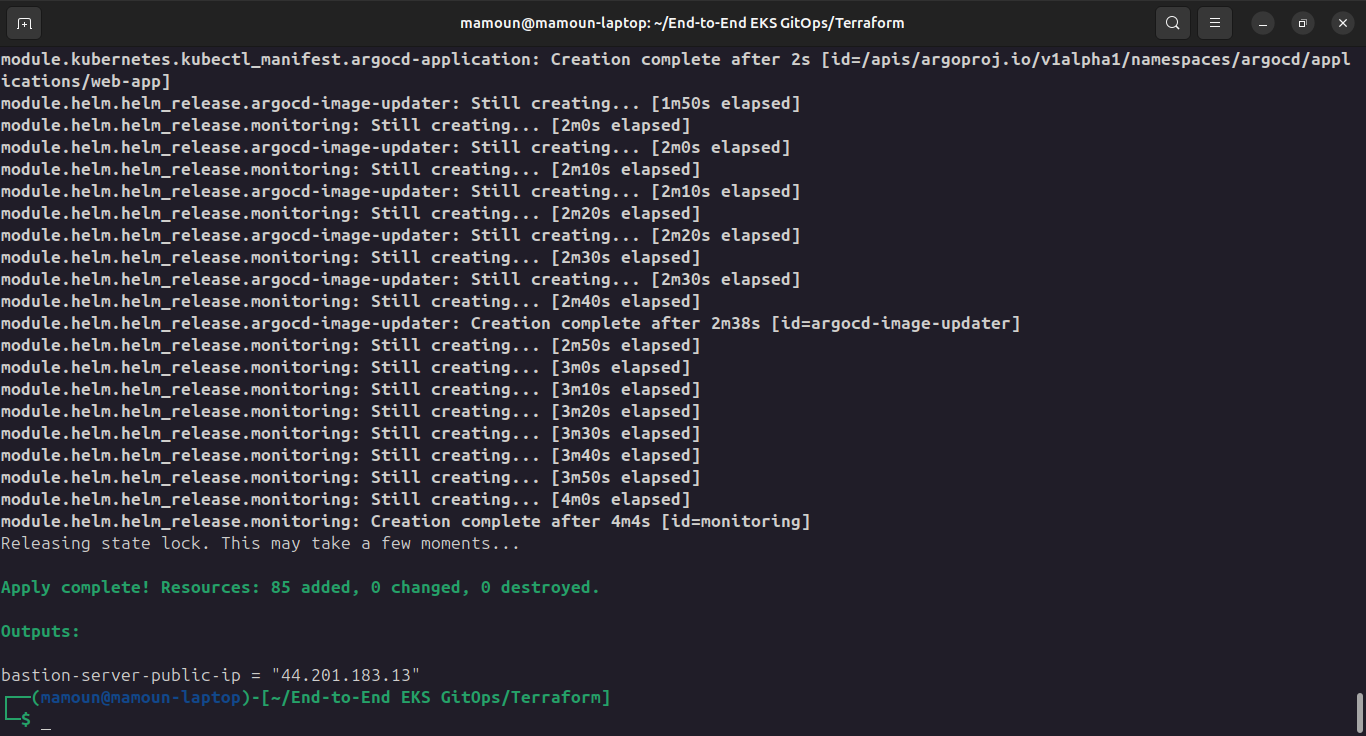 mamoun@mamoun-laptop: ~/End-to-End EKS GitOps/Terraform
module.kubernetes.kubectl_manifest.argocd-application: Creation complete after 2s [id=/apis/argoproj.io/v1alpha1/namespaces/argocd/appl
ications/web-app]
module.helm.helm_release.argocd-image-updater: Still creating... [1m50s elapsed]
module.helm.helm_release.monitoring: Still creating... [2m0s elapsed]
module.helm.helm_release.argocd-image-updater: Still creating... [2m0s elapsed]
module.helm.helm_release.monitoring: Still creating... [2m10s elapsed]
module.helm.helm_release.argocd-image-updater: Still creating... [2m10s elapsed]
module.helm.helm_release.monitoring: Still creating... [2m20s elapsed]
module.helm.helm_release.argocd-image-updater: Still creating... [2m20s elapsed]
module.helm.helm_release.monitoring: Still creating... [2m30s elapsed]
module.helm.helm_release.argocd-image-updater: Still creating... [2m30s elapsed]
module.helm.helm_release.monitoring: Still creating... [2m40s elapsed]
module.helm.helm_release.argocd-image-updater: Creation complete after 2m38s [id=argocd-image-updater]
module.helm.helm_release.monitoring: Still creating... [2m50s elapsed]
module.helm.helm_release.monitoring: Still creating... [3m0s elapsed]
module.helm.helm_release.monitoring: Still creating... [3m10s elapsed]
module.helm.helm_release.monitoring: Still creating... [3m20s elapsed]
module.helm.helm_release.monitoring: Still creating... [3m30s elapsed]
module.helm.helm_release.monitoring: Still creating... [3m40s elapsed]
module.helm.helm_release.monitoring: Still creating... [3m50s elapsed]
module.helm.helm_release.monitoring: Still creating... [4m0s elapsed]
module.helm.helm_release.monitoring: Creation complete after 4m4s [id=monitoring]
Releasing state lock. This may take a few moments...
Apply complete! Resources: 85 added, 0 changed, 0 destroyed.
Outputs:
bastion-server-public-ip = "44.201.183.13"
┌──(mamoun@mamoun-laptop)-[~/End-to-End EKS GitOps/Terraform]
└─$ _